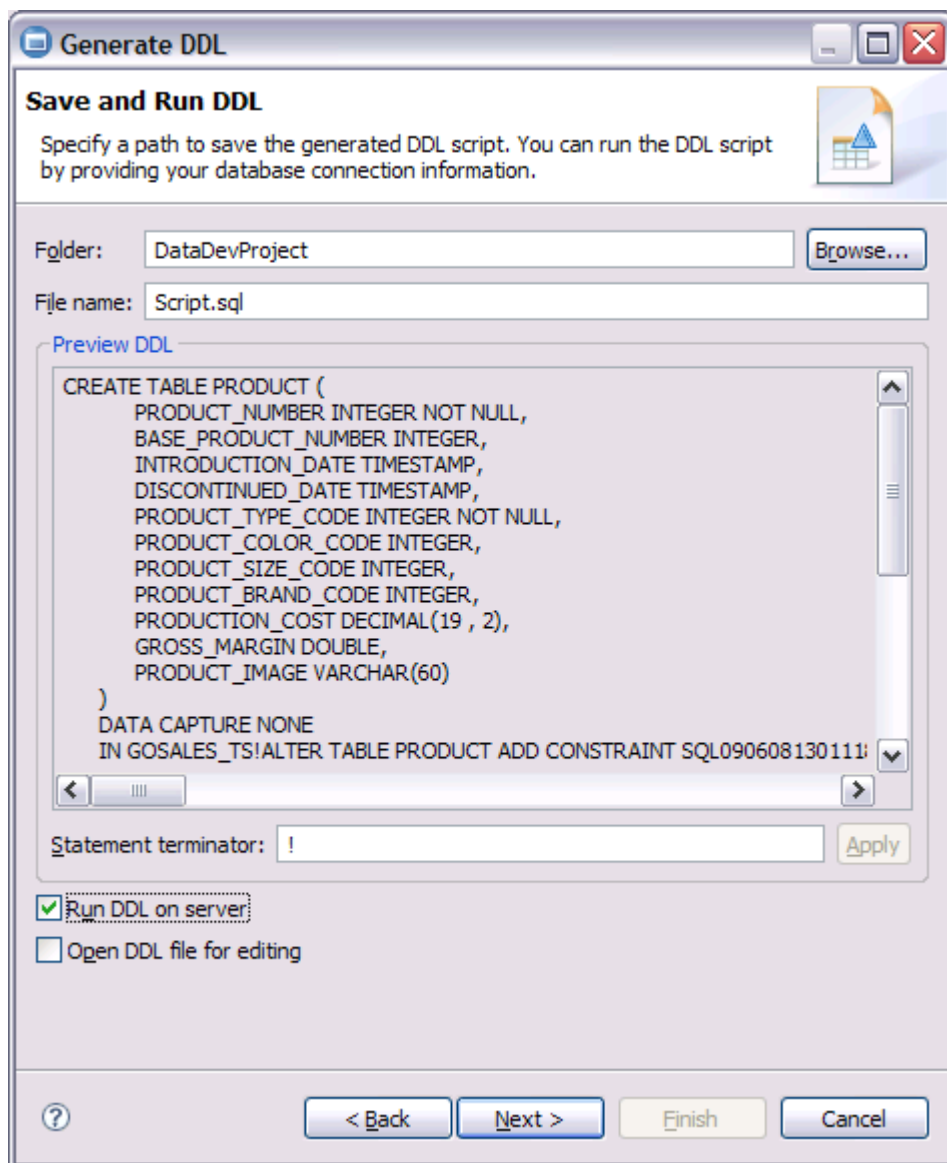 Generate DDL
Save and Run DDL
Specify a path to save the generated DDL script. You can run the DDL script
by providing your database connection information.
Folder: DataDevProject Browse...
File name: Script.sql
Preview DDL
CREATE TABLE PRODUCT (
PRODUCT_NUMBER INTEGER NOT NULL,
BASE_PRODUCT_NUMBER INTEGER,
INTRODUCTION_DATE TIMESTAMP,
DISCONTINUED_DATE TIMESTAMP,
PRODUCT_TYPE_CODE INTEGER NOT NULL,
PRODUCT_COLOR_CODE INTEGER,
PRODUCT_SIZE_CODE INTEGER,
PRODUCT_BRAND_CODE INTEGER,
PRODUCTION_COST DECIMAL(19 , 2),
GROSS_MARGIN DOUBLE,
PRODUCT_IMAGE VARCHAR(60)
)
DATA CAPTURE NONE
IN GOSALES_TS!ALTER TABLE PRODUCT ADD CONSTRAINT
Statement terminator: ! Apply
Run DDL on server
Open DDL file for editing
? < Back Next > Finish Cancel